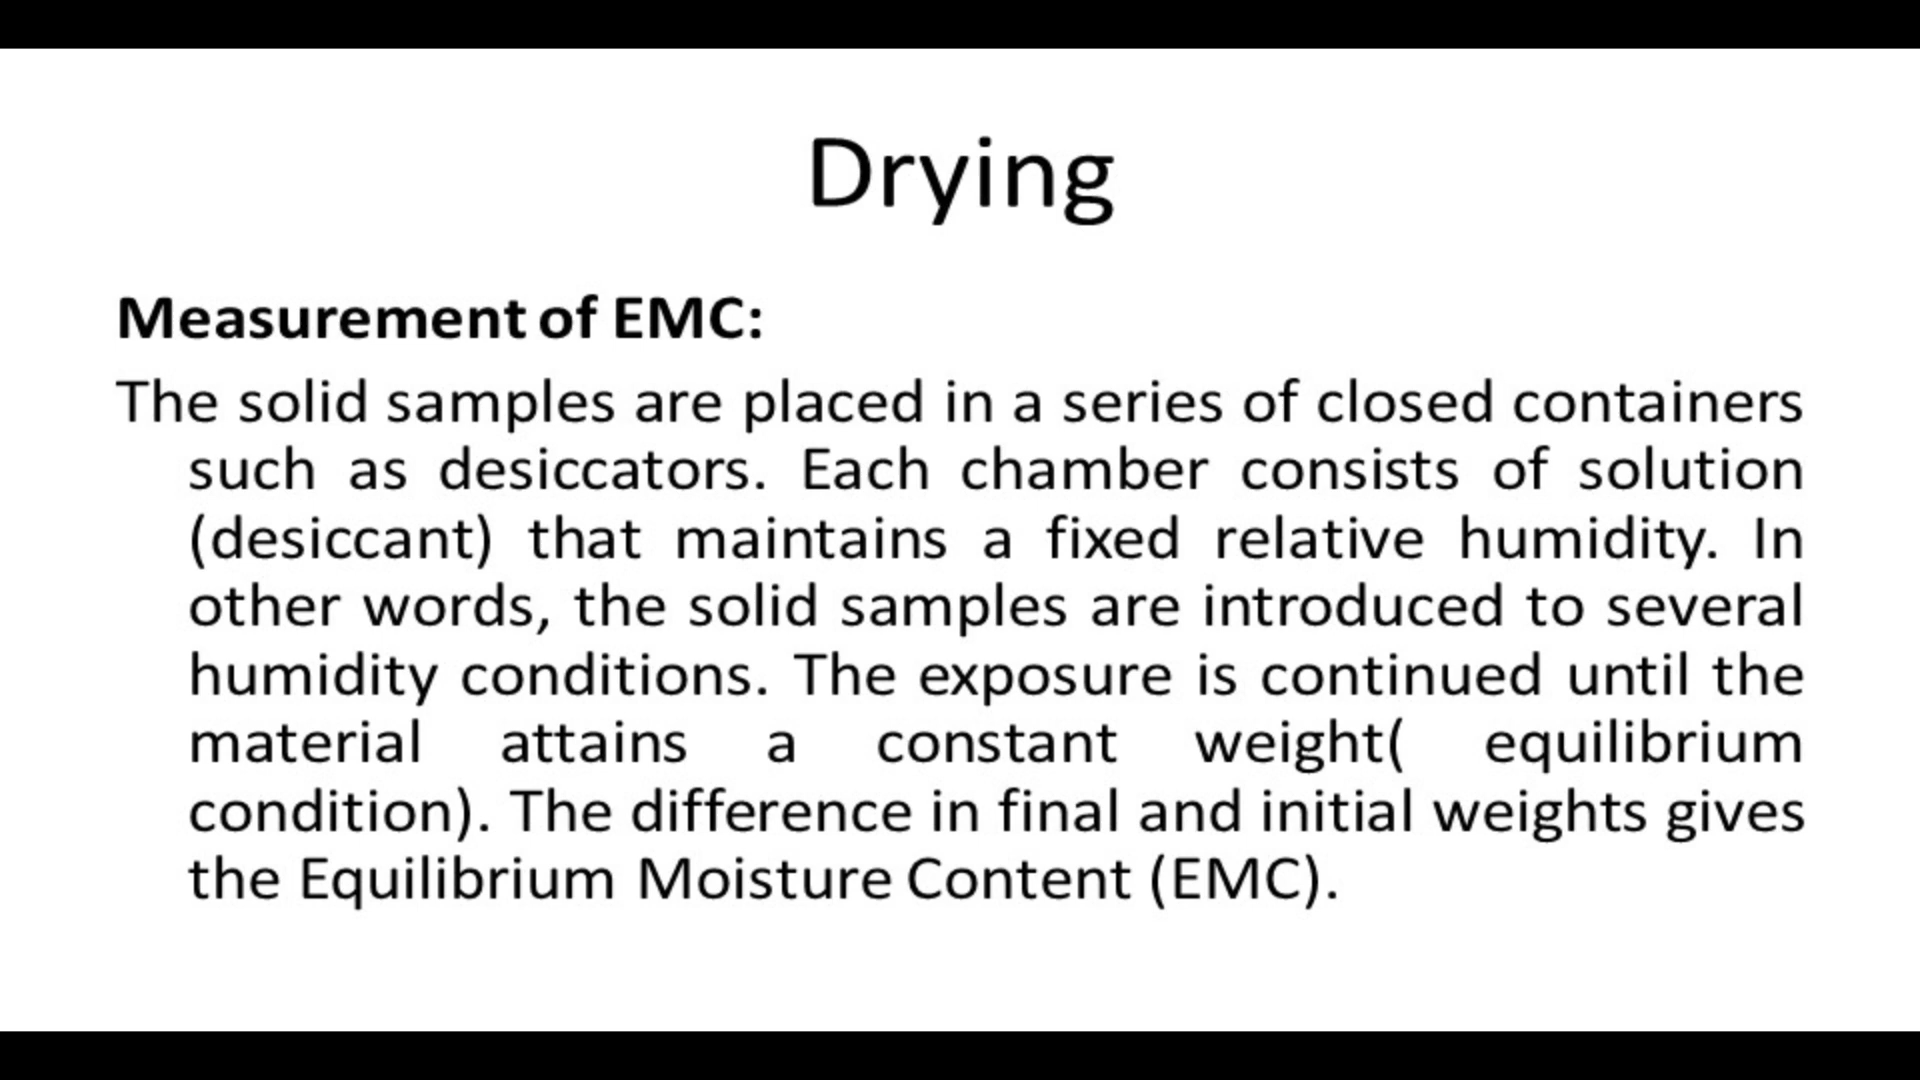 Drying
Measurement of EMC:
The solid samples are placed in a series of closed containers
such as desiccators. Each chamber consists of solution
(desiccant) that maintains a fixed relative humidity. In
other words, the solid samples are introduced to several
humidity conditions. The exposure is continued until the
material attains a constant weight( equilibrium
condition). The difference in final and initial weights gives
the Equilibrium Moisture Content (EMC).